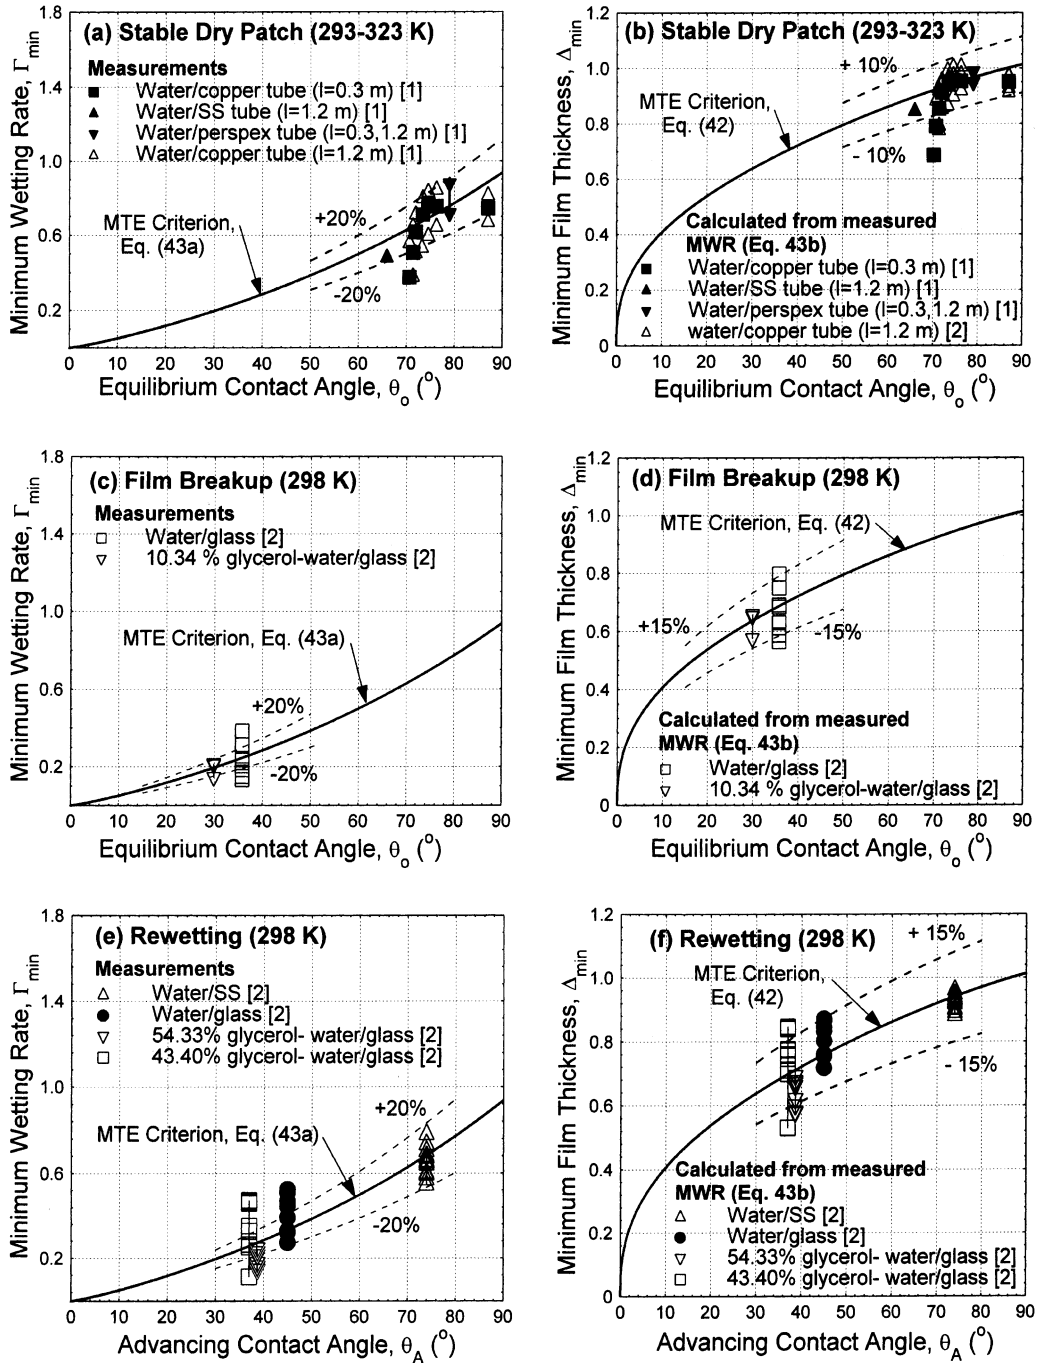 (a) Stable Dry Patch (293-323 K)
Measurements
Water/copper tube (l=0.3 m) [1]
Water/SS tube (l=1.2 m) [1]
Water/perspex tube (l=0.3,1.2 m) [1]
Water/copper tube (l=1.2 m) [1]
MTE Criterion,
Eq. (43a)
+20%
-20%
Minimum Wetting Rate, Γmin
1.8
1.4
1.0
0.6
0.2
0 10 20 30 40 50 60 70 80 90
Equilibrium Contact Angle, θo (o)
(b) Stable Dry Patch (293-323 K)
+ 10%
MTE Criterion,
Eq. (42)
- 10%
Calculated from measured
MWR (Eq. 43b)
Water/copper tube (l=0.3 m) [1]
Water/SS tube (l=1.2 m) [1]
Water/perspex tube (l=0.3,1.2 m) [1]
water/copper tube (l=1.2 m) [2]
Minimum Film Thickness, Δmin
1.2
1.0
0.8
0.6
0.4
0.2
0
0 10 20 30 40 50 60 70 80 90
Equilibrium Contact Angle, θo (o)
(c) Film Breakup (298 K)
Measurements
Water/glass [2]
10.34 % glycerol-water/glass [2]
MTE Criterion, Eq. (43a)
+20%
-20%
Minimum Wetting Rate, Γmin
1.8
1.4
1.0
0.6
0.2
0 10 20 30 40 50 60 70 80 90
Equilibrium Contact Angle, θo (o)
(d) Film Breakup (298 K)
MTE Criterion, Eq. (42)
+15%
-15%
Calculated from measured
MWR (Eq. 43b)
Water/glass [2]
10.34 % glycerol-water/glass [2]
Minimum Film Thickness, Δmin
1.2
1.0
0.8
0.6
0.4
0.2
0
0 10 20 30 40 50 60 70 80 90
Equilibrium Contact Angle, θo (o)
(e) Rewetting (298 K)
Measurements
Water/SS [2]
Water/glass [2]
54.33% glycerol- water/glass [2]
43.40% glycerol- water/glass [2]
+20%
MTE Criterion, Eq. (43a)
-20%
Minimum Wetting Rate, Γmin
1.8
1.4
1.0
0.6
0.2
0 10 20 30 40 50 60 70 80 90
Advancing Contact Angle, θA (o)
(f) Rewetting (298 K)
+ 15%
MTE Criterion,
Eq. (42)
- 15%
Calculated from measured
MWR (Eq. 43b)
Water/SS [2]
Water/glass [2]
54.33% glycerol- water/glass [2]
43.40% glycerol- water/glass [2]
Minimum Film Thickness, Δmin
1.2
1.0
0.8
0.6
0.4
0.2
0
0 10 20 30 40 50 60 70 80 90
Advancing Contact Angle, θA (o)